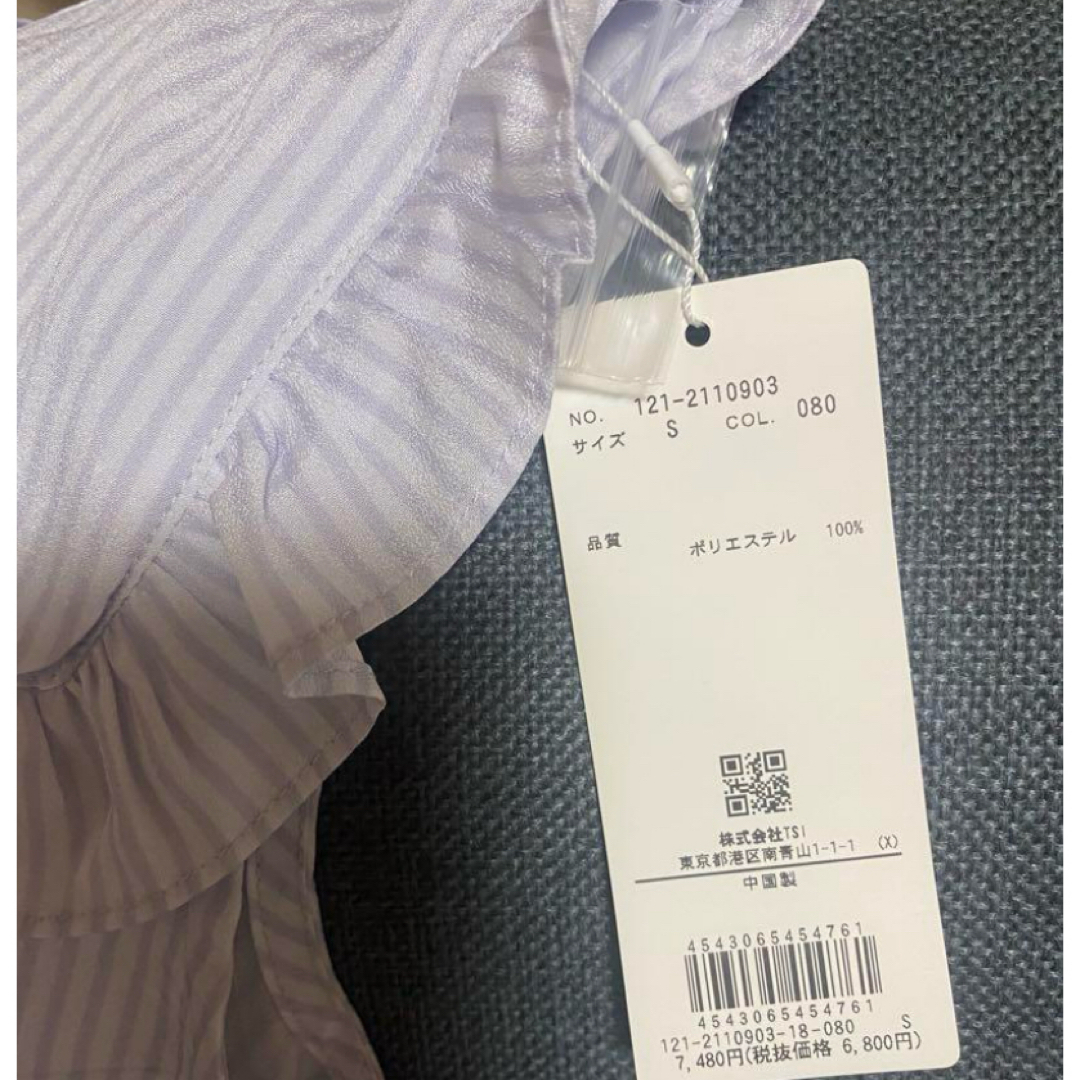 NO. 121-2110903
サイズ S COL. 080
品質 ポリエステル 100%
株式会社TSI
東京都港区南青山1-1-1 (X)
中国製
4543065454761
4543065454761
121-2110903-18-080 S
7,480円(税抜価格 6,800円)